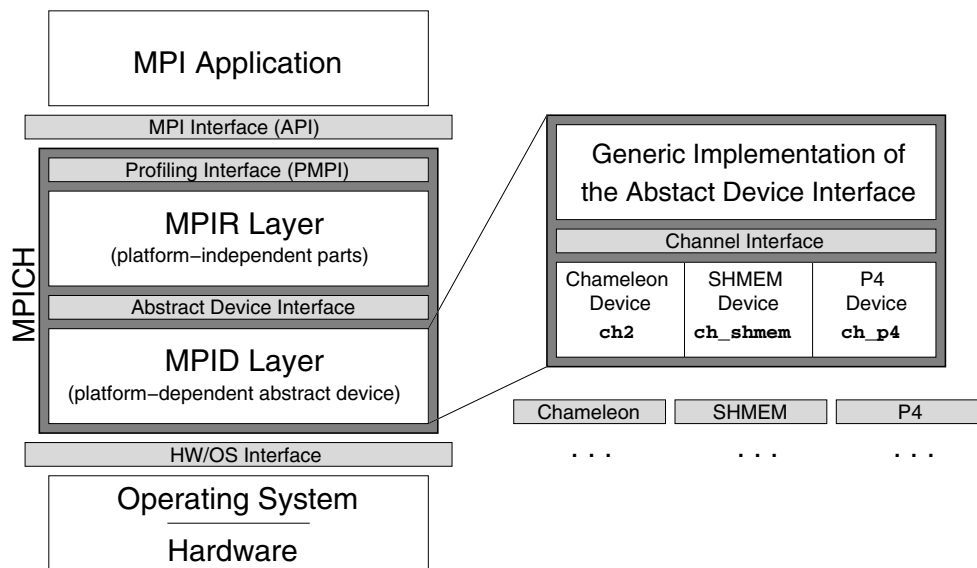 MPI Application
MPI Interface (API)
MPICH
Profiling Interface (PMPI)
MPIR Layer
(platform−independent parts)
Abstract Device Interface
MPID Layer
(platform−dependent abstract device)
HW/OS Interface
Operating System
Hardware
Generic Implementation of
the Abstact Device Interface
Channel Interface
Chameleon
Device
ch2
SHMEM
Device
ch_shmem
P4
Device
ch_p4
Chameleon
SHMEM
P4
. . .
. . .
. . .